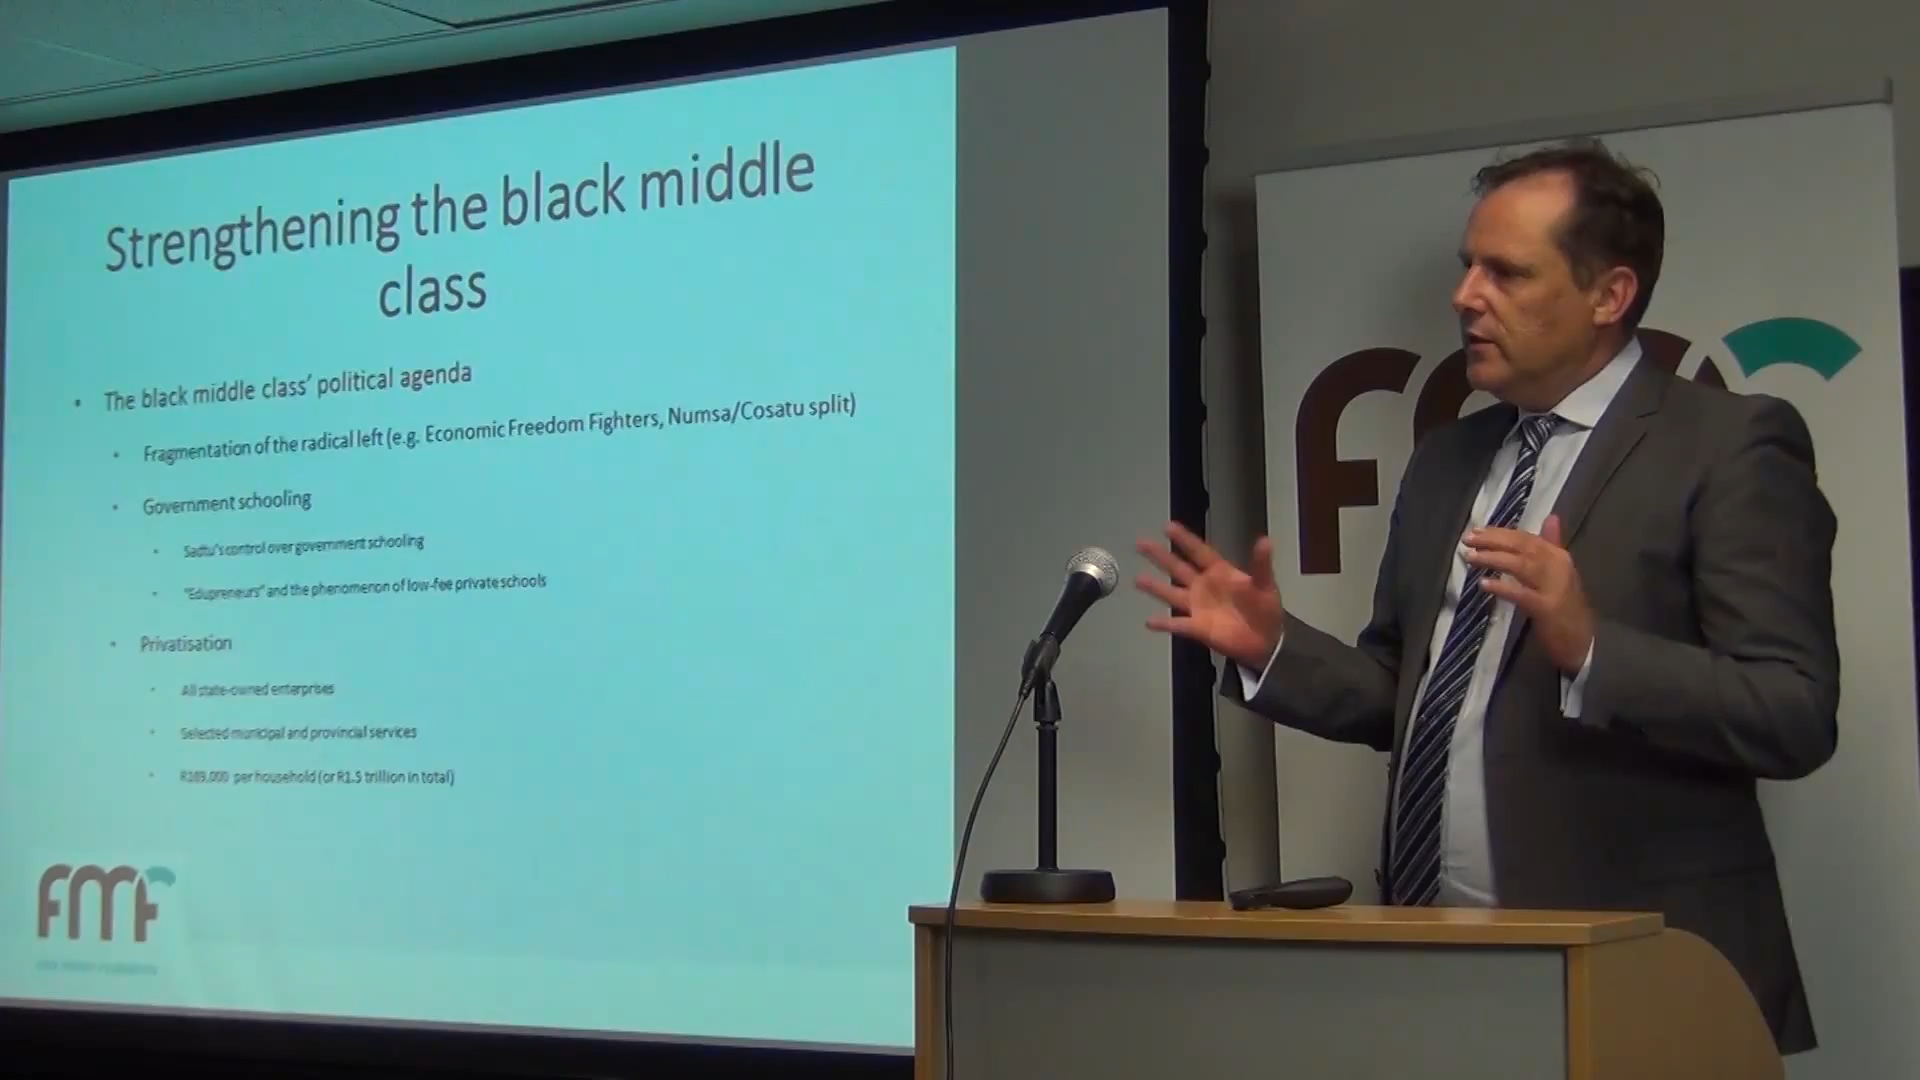 Strengthening the black middle
class
• The black middle class' political agenda
• Fragmentation of the radical left (e.g. Economic Freedom Fighters, Numsa/Cosatu split)
• Government schooling
• Sadtu's control over government schooling
• "Edupreneurs" and the phenomenon of low-fee private schools
• Privatisation
• All state-owned enterprises
• Selected municipal and provincial services
• per household (or R1.5 trillion in total)
FMF